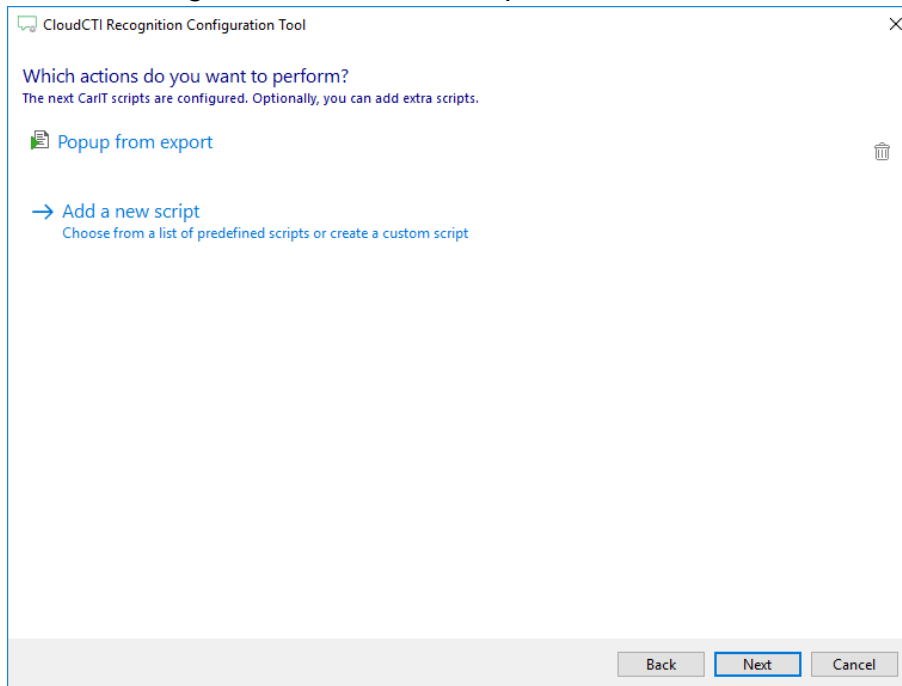 CloudCTI Recognition Configuration Tool
Which actions do you want to perform?
The next CarIT scripts are configured. Optionally, you can add extra scripts.
Popup from export
Add a new script
Choose from a list of predefined scripts or create a custom script
Back Next Cancel